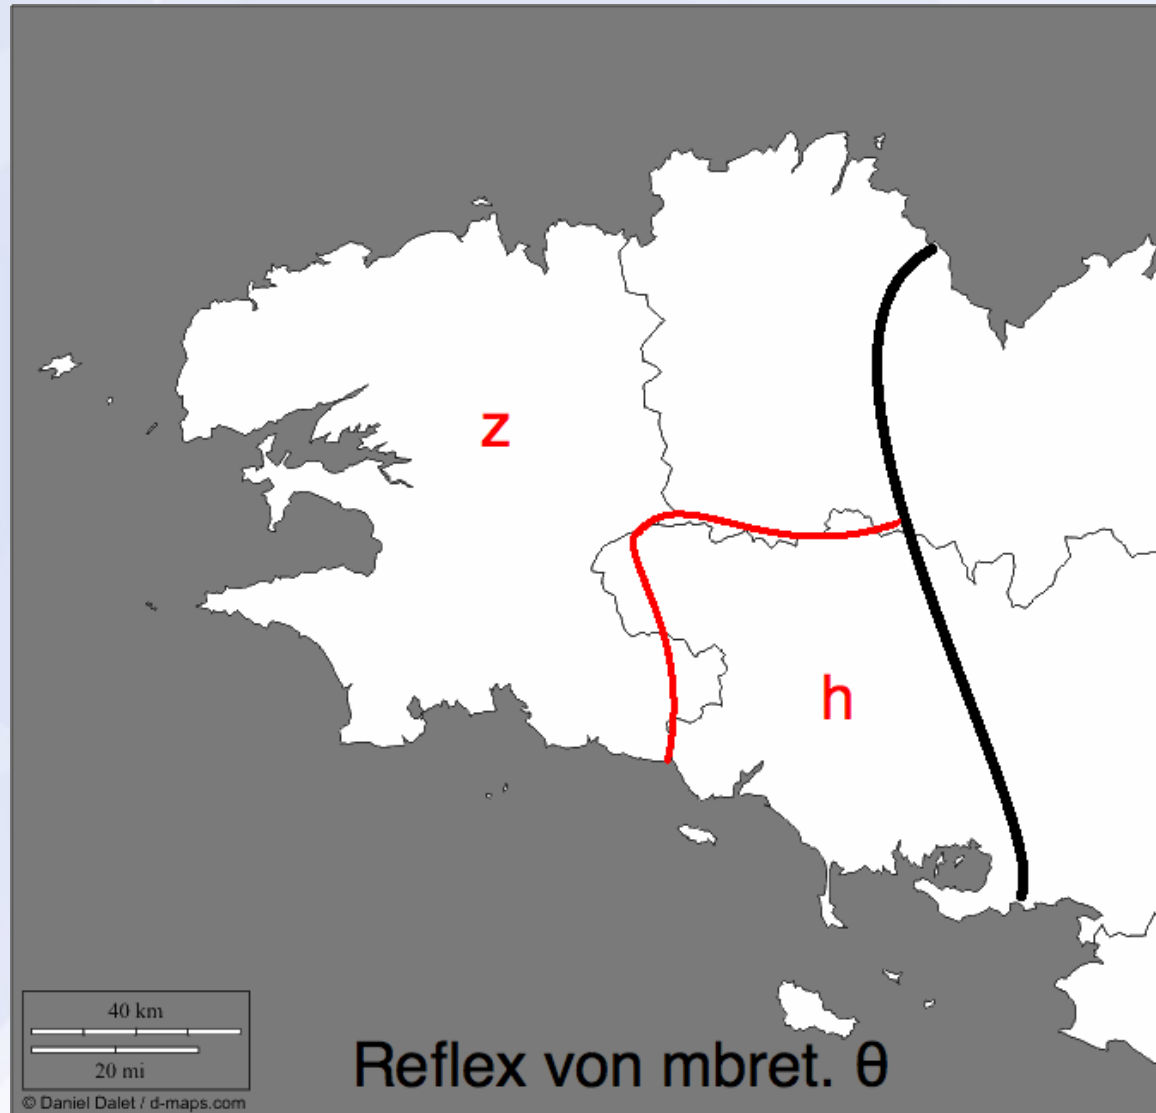 z
h
40 km
20 mi
Reflex von mbret. θ
© Daniel Dalet / d-maps.com